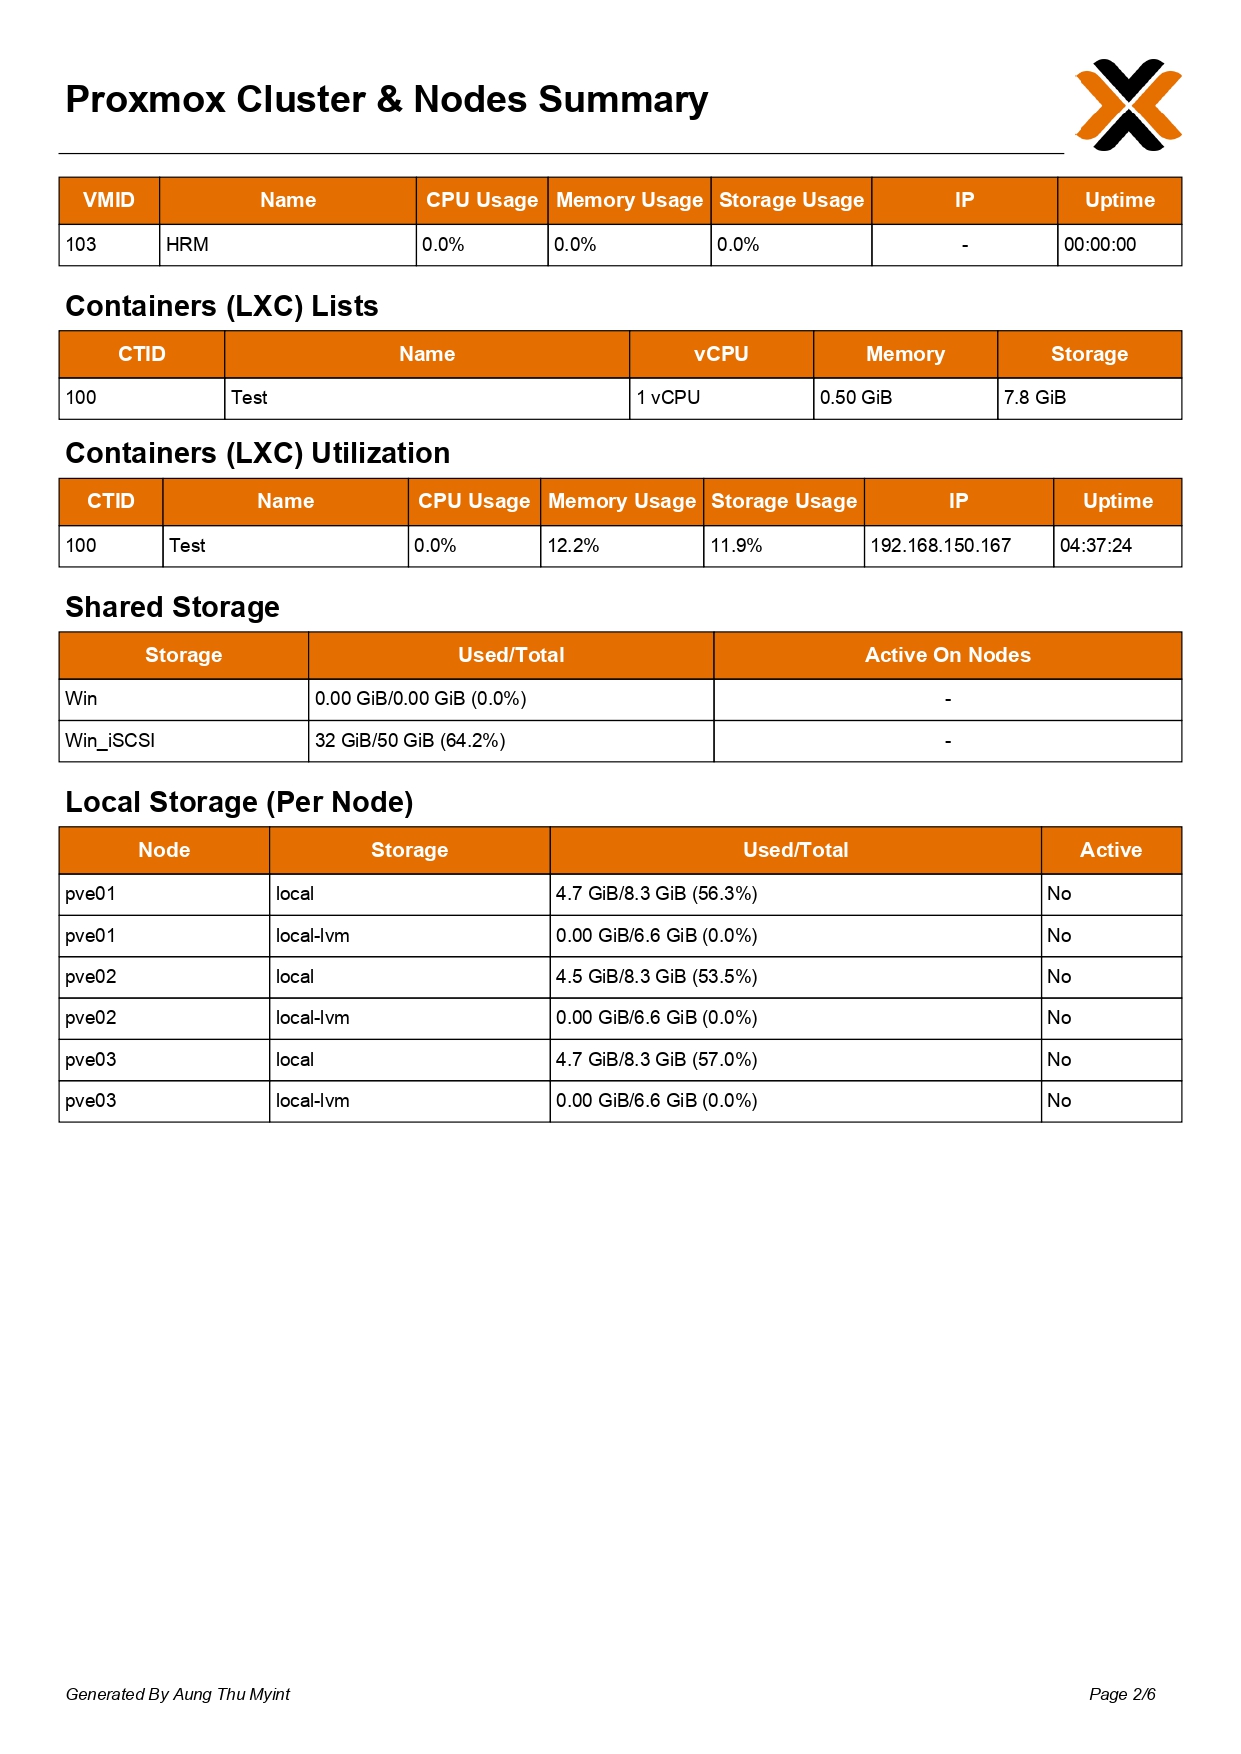 Proxmox Cluster & Nodes Summary
VMID Name CPU Usage Memory Usage Storage Usage IP Uptime
103 HRM 0.0% 0.0% 0.0% - 00:00:00
Containers (LXC) Lists
CTID Name vCPU Memory Storage
100 Test 1 vCPU 0.50 GiB 7.8 GiB
Containers (LXC) Utilization
CTID Name CPU Usage Memory Usage Storage Usage IP Uptime
100 Test 0.0% 12.2% 11.9% 192.168.150.167 04:37:24
Shared Storage
Storage Used/Total Active On Nodes
Win 0.00 GiB/0.00 GiB (0.0%) -
Win_iSCSI 32 GiB/50 GiB (64.2%) -
Local Storage (Per Node)
Node Storage Used/Total Active
pve01 local 4.7 GiB/8.3 GiB (56.3%) No
pve01 local-lvm 0.00 GiB/6.6 GiB (0.0%) No
pve02 local 4.5 GiB/8.3 GiB (53.5%) No
pve02 local-lvm 0.00 GiB/6.6 GiB (0.0%) No
pve03 local 4.7 GiB/8.3 GiB (57.0%) No
pve03 local-lvm 0.00 GiB/6.6 GiB (0.0%) No
Generated By Aung Thu Myint Page 2/6